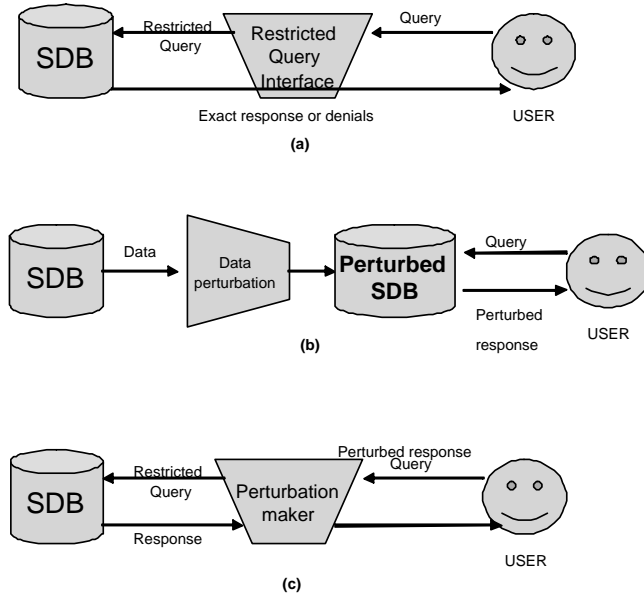 SDB
Restricted
Query
Restricted
Query
Interface
Query
USER
Exact response or denials
(a)
SDB
Data
Data
perturbation
Perturbed
SDB
Query
Perturbed
response
USER
(b)
SDB
Restricted
Query
Response
Perturbation
maker
Perturbed response
Query
USER
(c)